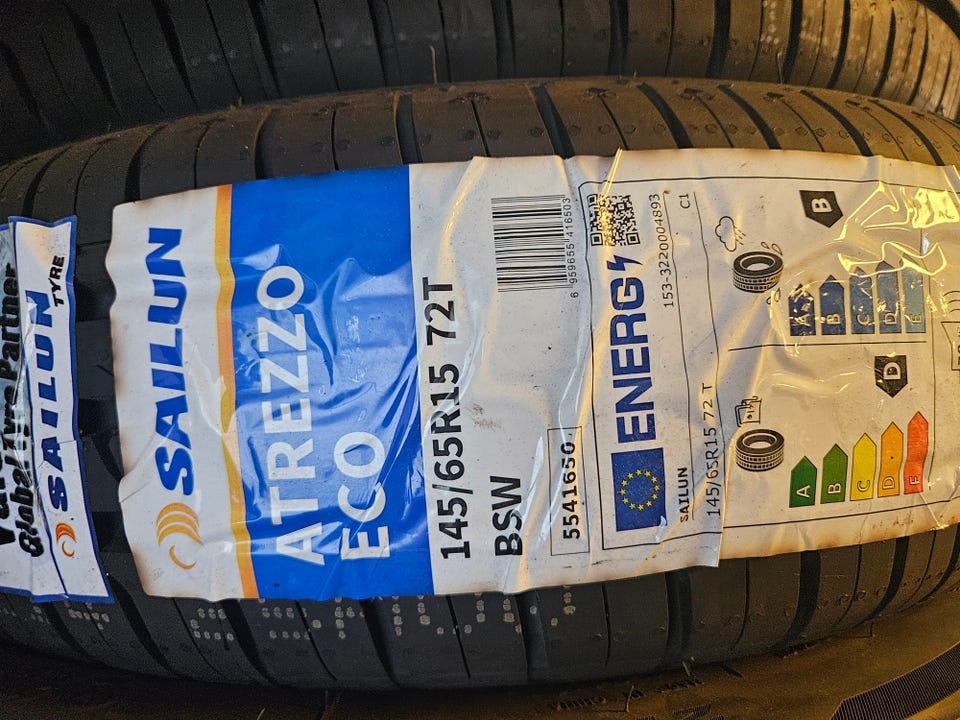 Global Tyre Partner
SAILUN
TYRE
SAILUN
ATREZZO
ECO
145/65R15 72T
BSW
5541650
6 959655 416503
ENERG
153-3220004893
SAILUN
145/65R15 72 T
C1
A
B
C
D
E
D
A
B
C
D
E
B